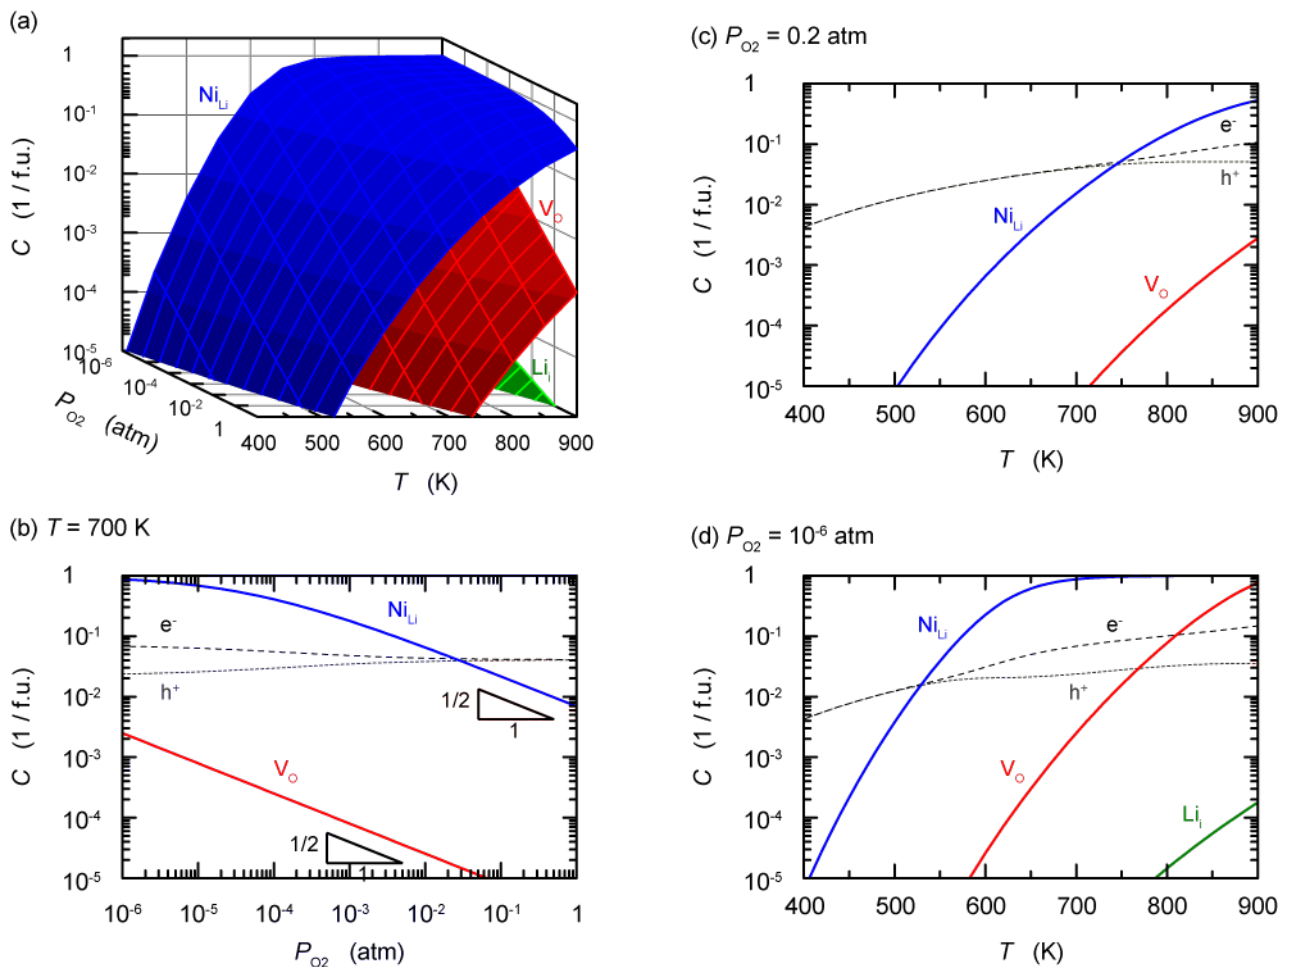 (a)
1
10-1
10-2
10-3
10-4
10-5
C (1 / f.u.)
NiLi
VO
Lii
10-6
10-4
10-2
1
PO2 (atm)
400 500 600 700 800 900
T (K)
(b) T = 700 K
1
10-1
10-2
10-3
10-4
10-5
C (1 / f.u.)
NiLi
e-
h+
1/2
1
VO
1/2
1
10-6 10-5 10-4 10-3 10-2 10-1 1
PO2 (atm)
(c) PO2 = 0.2 atm
1
10-1
10-2
10-3
10-4
10-5
C (1 / f.u.)
e-
h+
NiLi
VO
400 500 600 700 800 900
T (K)
(d) PO2 = 10-6 atm
1
10-1
10-2
10-3
10-4
10-5
C (1 / f.u.)
NiLi
e-
h+
VO
Lii
400 500 600 700 800 900
T (K)